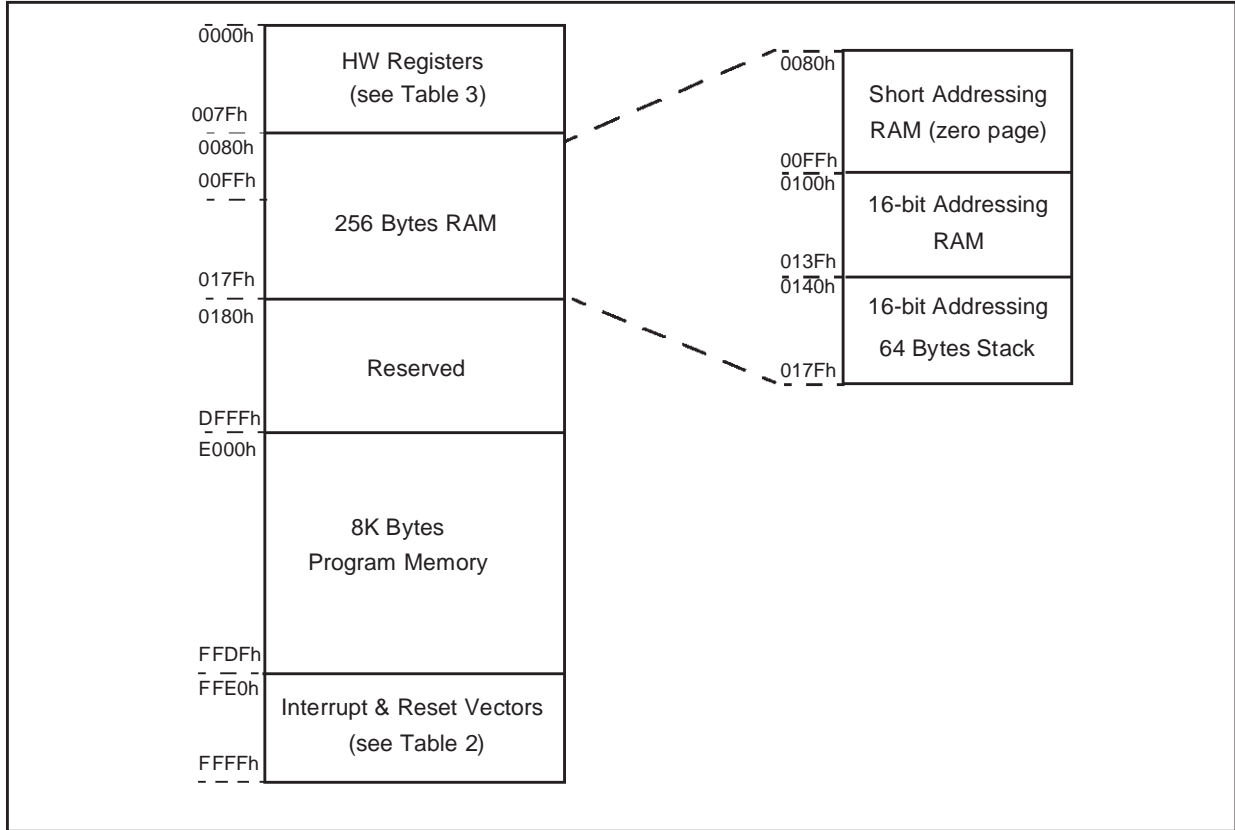 0000h
HW Registers
(see Table 3)
007Fh
0080h
00FFh
256 Bytes RAM
017Fh
0180h
Reserved
DFFFh
E000h
8K Bytes
Program Memory
FFDFh
FFE0h
Interrupt & Reset Vectors
(see Table 2)
FFFFh
0080h
Short Addressing
RAM (zero page)
00FFh
0100h
16-bit Addressing
RAM
013Fh
0140h
16-bit Addressing
64 Bytes Stack
017Fh